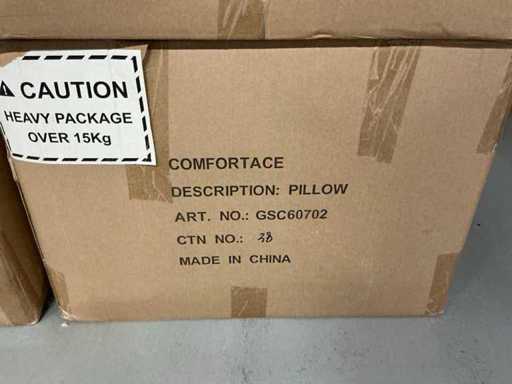 CAUTION
HEAVY PACKAGE
OVER 15Kg
COMFORTACE
DESCRIPTION: PILLOW
ART. NO.: GSC60702
CTN NO.: 38
MADE IN CHINA